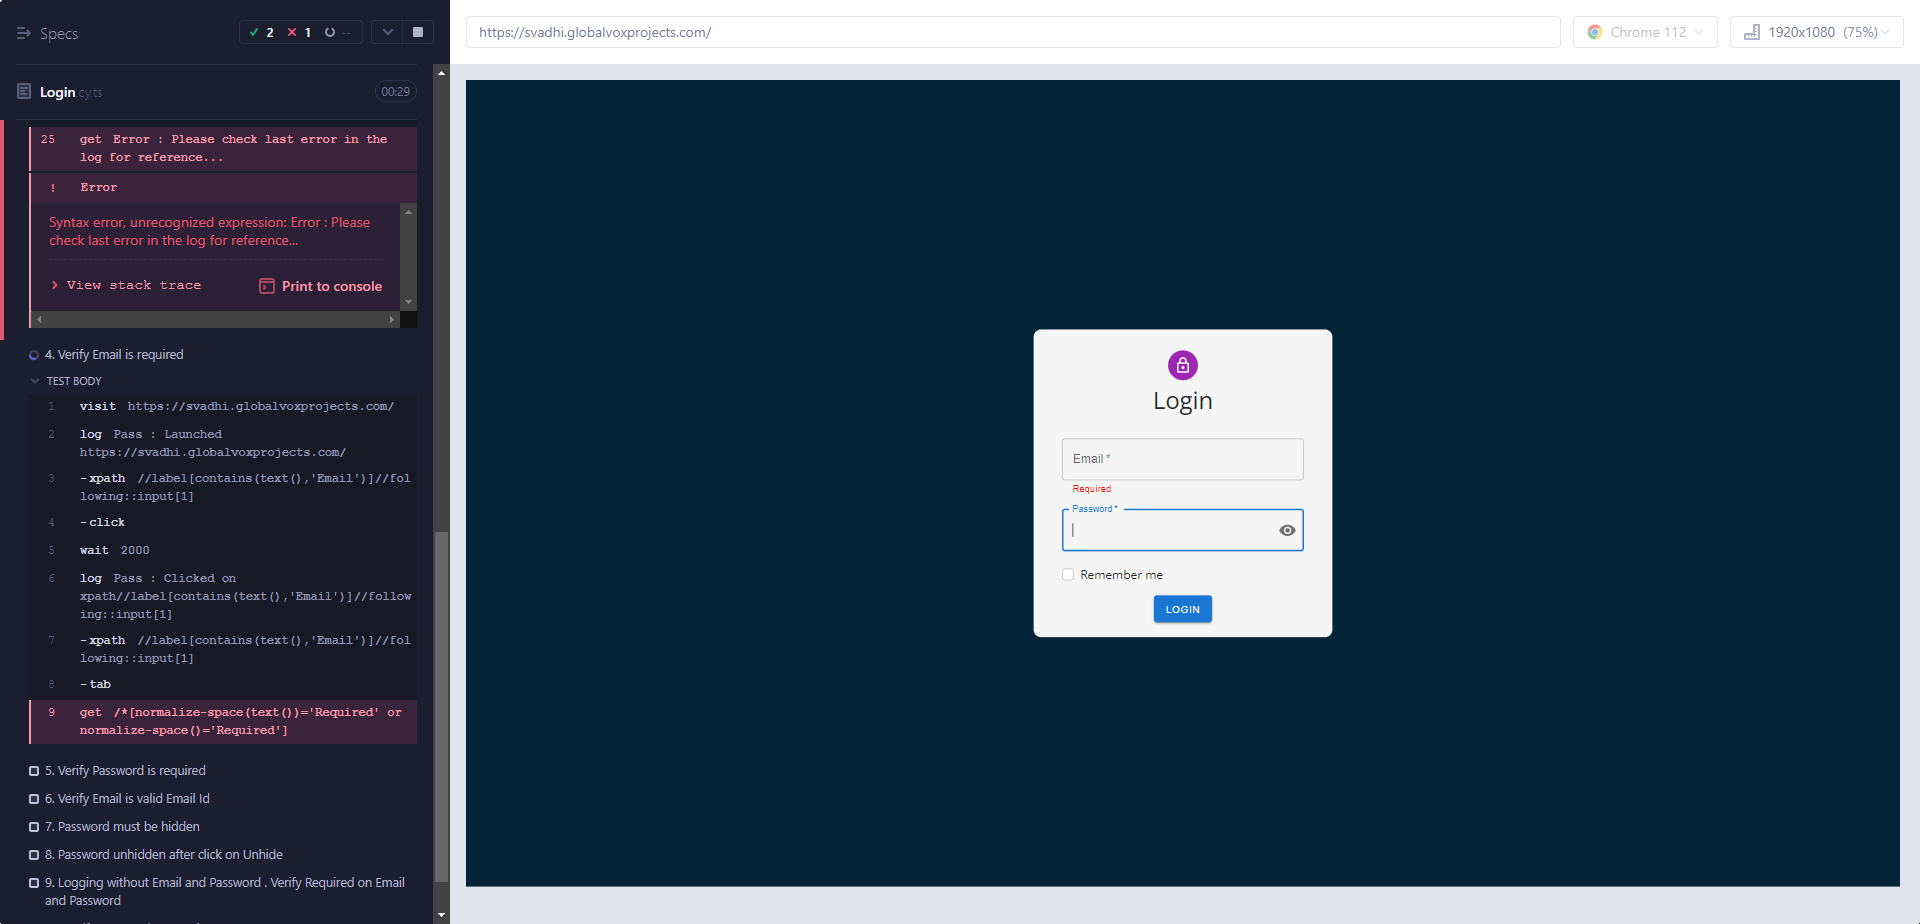 Specs
2 1 --
Login.cy.ts 00:29
25 get Error : Please check last error in the
log for reference...
! Error
Syntax error, unrecognized expression: Error : Please
check last error in the log for reference...
> View stack trace Print to console
4. Verify Email is required
TEST BODY
1 visit https://svadhi.globalvoxprojects.com/
2 log Pass : Launched
https://svadhi.globalvoxprojects.com/
3 -xpath //label[contains(text(),'Email')]//fol
lowing::input[1]
4 -click
5 wait 2000
6 log Pass : Clicked on
xpath//label[contains(text(),'Email')]//follow
ing::input[1]
7 -xpath //label[contains(text(),'Email')]//fol
lowing::input[1]
8 -tab
9 get /*[normalize-space(text())='Required' or
normalize-space()='Required']
5. Verify Password is required
6. Verify Email is valid Email Id
7. Password must be hidden
8. Password unhidden after click on Unhide
9. Logging without Email and Password . Verify Required on Email
and Password
https://svadhi.globalvoxprojects.com/
Chrome 112
1920x1080 (75%)
Login
Email *
Required
Password *
Remember me
LOGIN